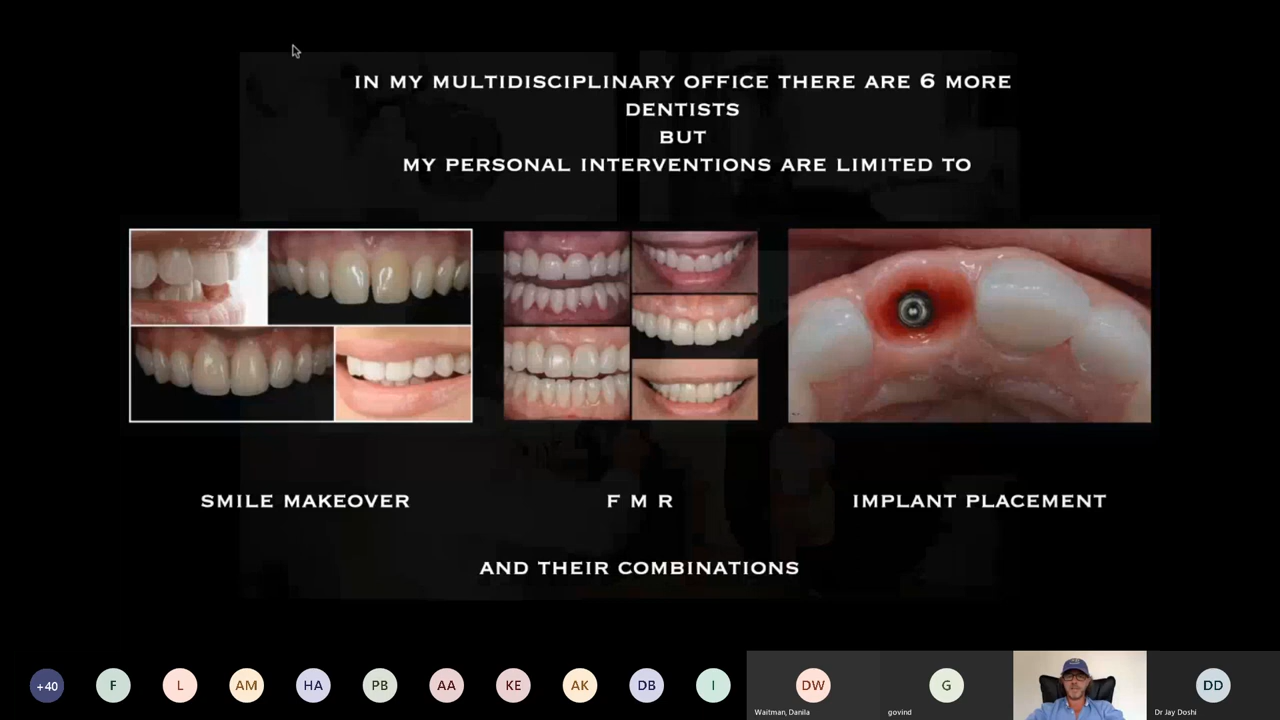 IN MY MULTIDISCIPLINARY OFFICE THERE ARE 6 MORE
DENTISTS
BUT
MY PERSONAL INTERVENTIONS ARE LIMITED TO
SMILE MAKEOVER
F M R
IMPLANT PLACEMENT
AND THEIR COMBINATIONS
+40
F
L
AM
HA
PB
AA
KE
AK
DB
I
DW
G
DD
Waitman, Danila
govind
Dr Jay Doshi